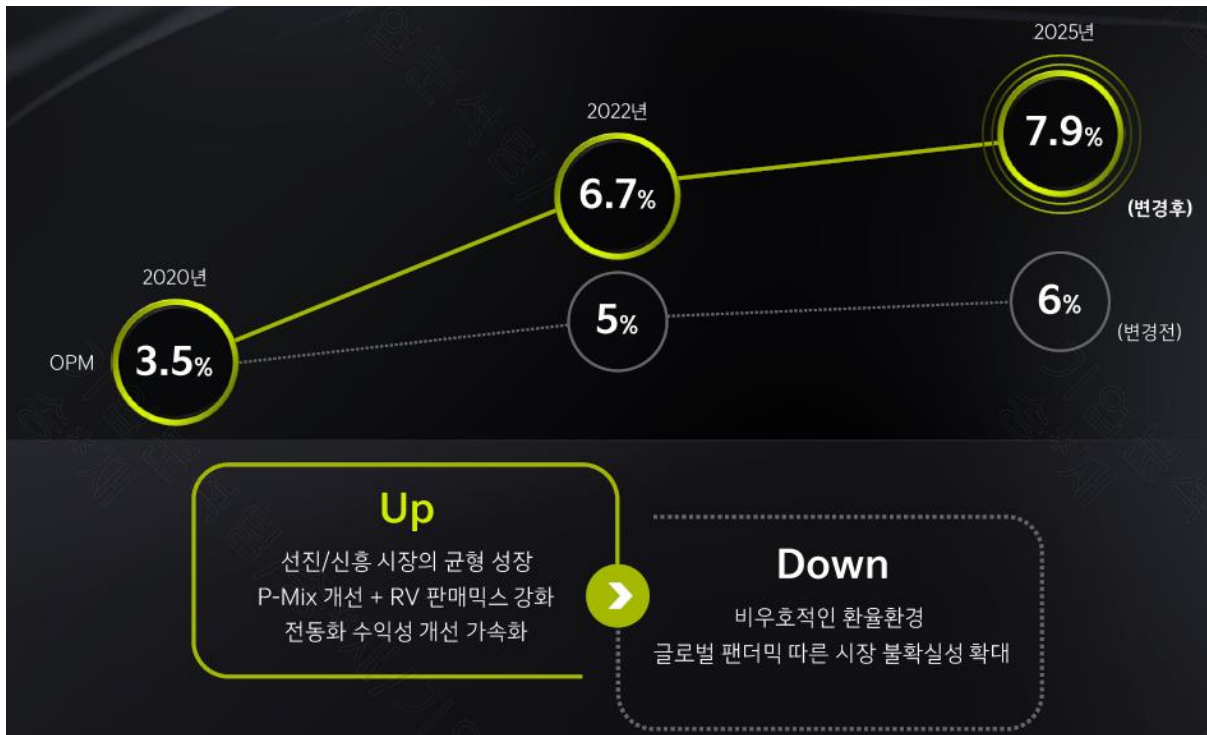 2025년
7.9%
(변경후)
2022년
6.7%
2020년
OPM
3.5%
5%
6%
(변경전)
Up
선진/신흥 시장의 균형 성장
P-Mix 개선 + RV 판매믹스 강화
전동화 수익성 개선 가속화
Down
비우호적인 환율환경
글로벌 팬더믹 따른 시장 불확실성 확대